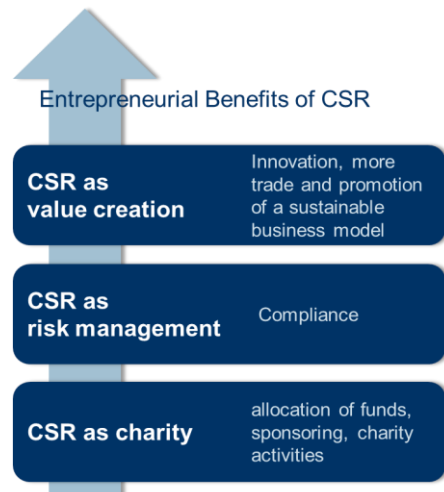 Entrepreneurial Benefits of CSR
CSR as
value creation
Innovation, more
trade and promotion
of a sustainable
business model
CSR as
risk management
Compliance
CSR as charity
allocation of funds,
sponsoring, charity
activities